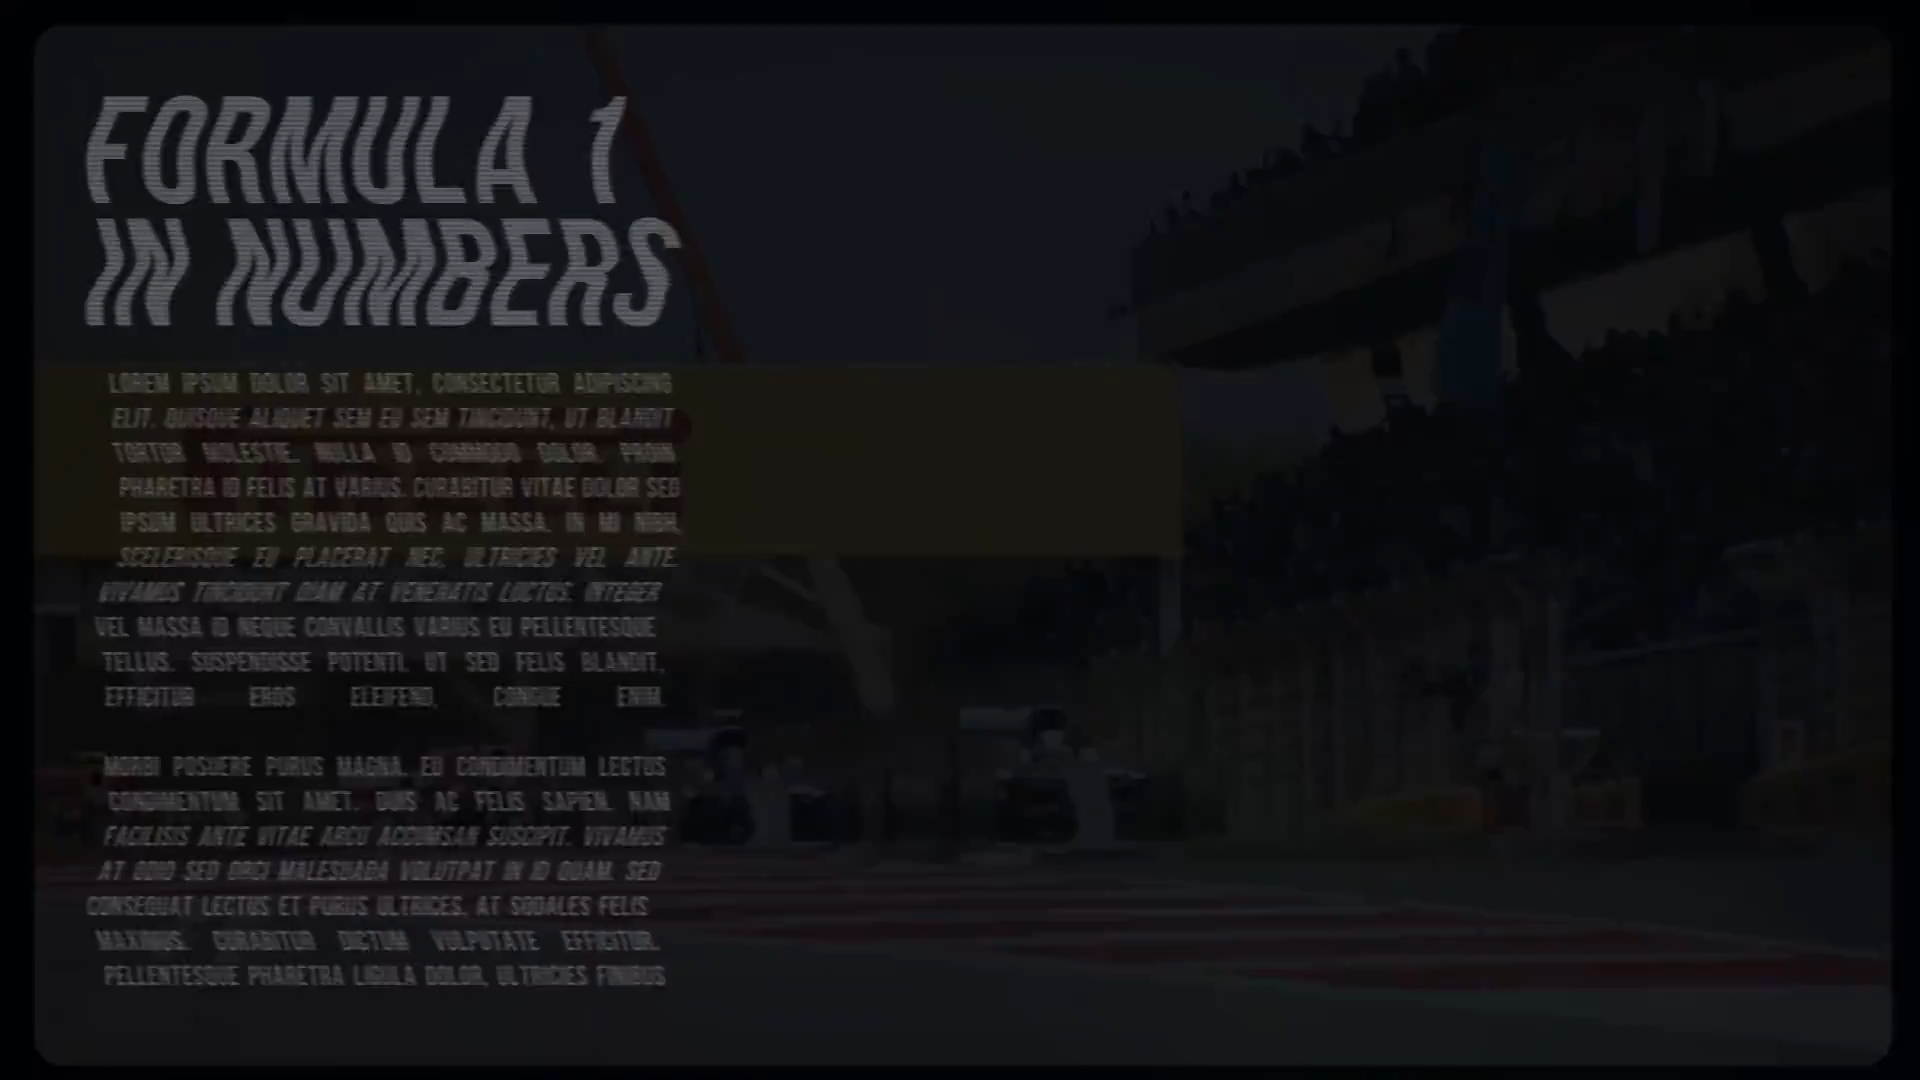 FORMULA 1
IN NUMBERS
LOREM IPSUM DOLOR SIT AMET, CONSECTETUR ADIPISCING
ELIT. QUISQUE ALIQUET SEM EU SEM TINCIDUNT, UT BLANDIT
TORTOR MOLESTIE. NULLA ID COMMODO DOLOR. PROIN
PHARETRA ID FELIS AT VARIUS. CURABITUR VITAE DOLOR SED
IPSUM ULTRICES GRAVIDA QUIS AC MASSA. IN MI NIBH,
SCELERISQUE EU PLACERAT NEC, ULTRICIES VEL ANTE.
VIVAMUS TINCIDUNT DIAM AT VENENATIS LUCTUS. INTEGER
VEL MASSA ID NEQUE CONVALLIS VARIUS EU PELLENTESQUE
TELLUS. SUSPENDISSE POTENTI. UT SED FELIS BLANDIT,
EFFICITUR EROS ELEIFEND, CONGUE ENIM.
MORBI POSUERE PURUS MAGNA, EU CONDIMENTUM LECTUS
CONDIMENTUM SIT AMET. DUIS AC FELIS SAPIEN. NAM
FACILISIS ANTE VITAE ARCU ACCUMSAN SUSCIPIT. VIVAMUS
AT ODIO SED ORCI MALESUADA VOLUTPAT IN ID QUAM. SED
CONSEQUAT LECTUS ET PURUS ULTRICES, AT SODALES FELIS
MAXIMUS. CURABITUR DICTUM VULPUTATE EFFICITUR.
PELLENTESQUE PHARETRA LIGULA DOLOR, ULTRICIES FINIBUS